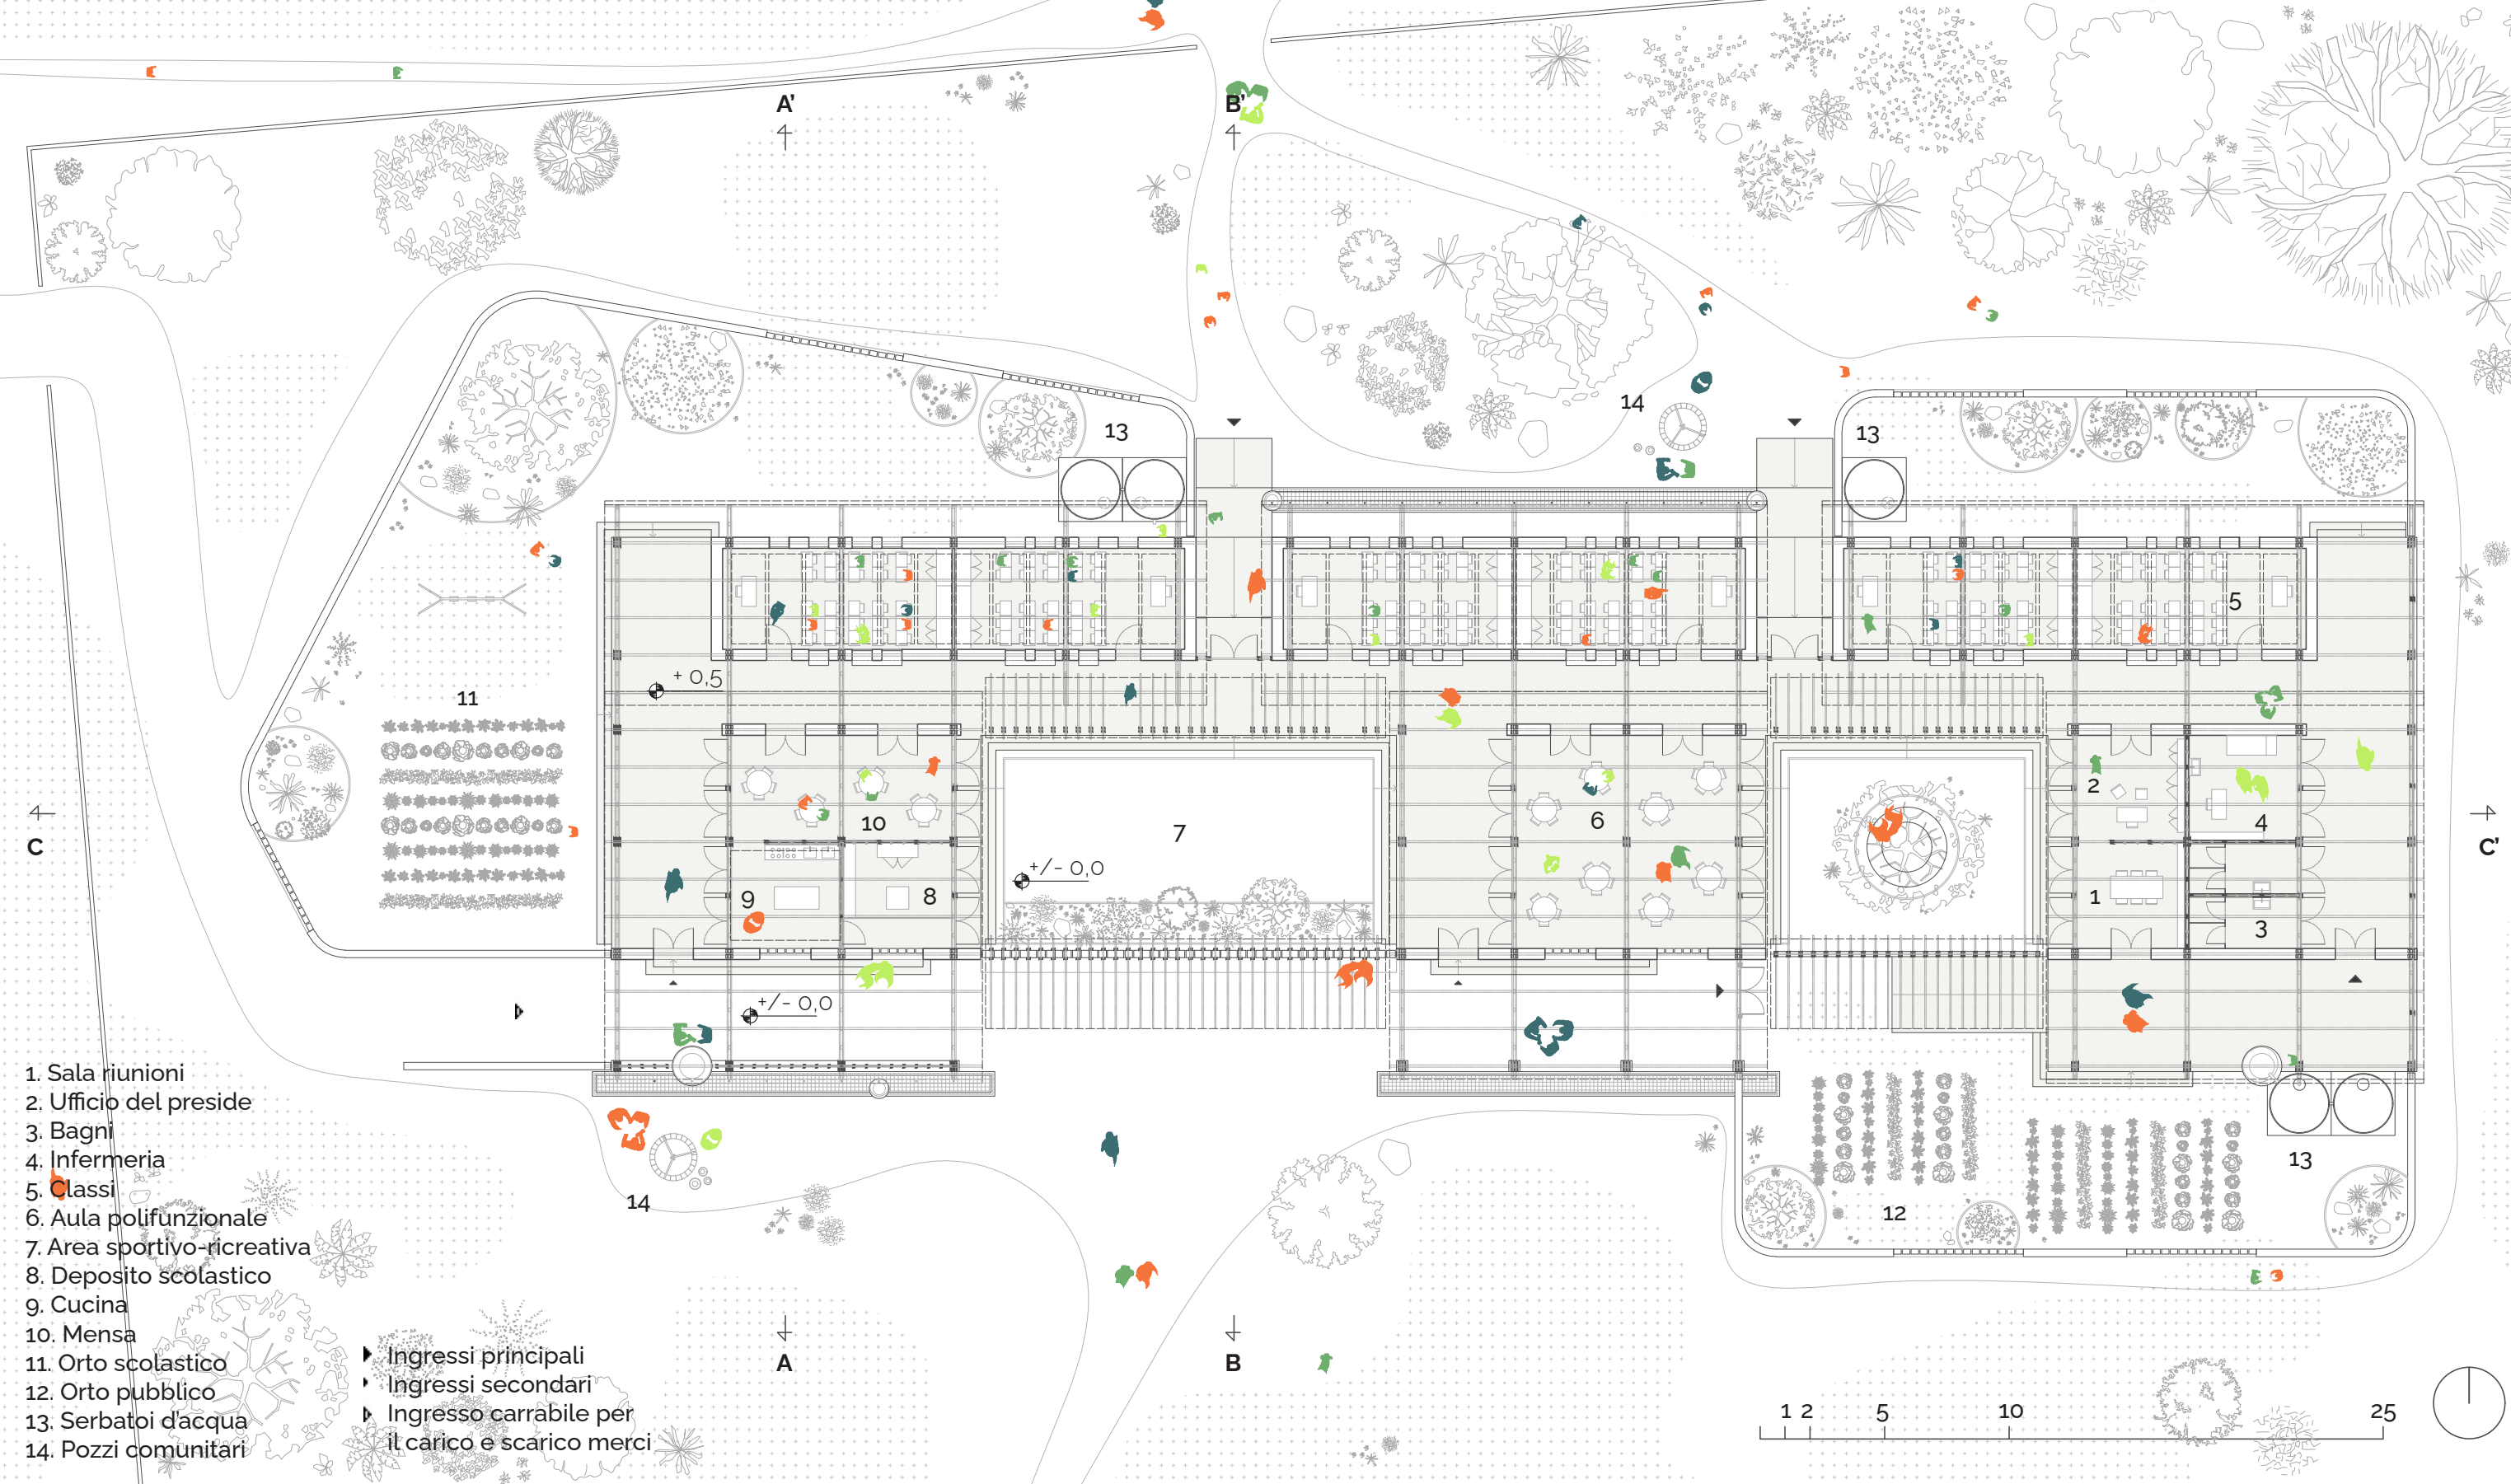 A’
B’
14
13
13
5
+ 0,5
11
2
10
7
6
4
C
C’
+/- 0,0
9
8
1
3
+/- 0,0
1. Sala riunioni
2. Ufficio del preside
3. Bagni
4. Infermeria
5. Classi
6. Aula polifunzionale
7. Area sportivo-ricreativa
8. Deposito scolastico
9. Cucina
10. Mensa
11. Orto scolastico
12. Orto pubblico
13. Serbatoi d'acqua
14. Pozzi comunitari
14
12
13
A
B
Ingressi principali
Ingressi secondari
Ingresso carrabile per
il carico e scarico merci
1 2 5 10 25